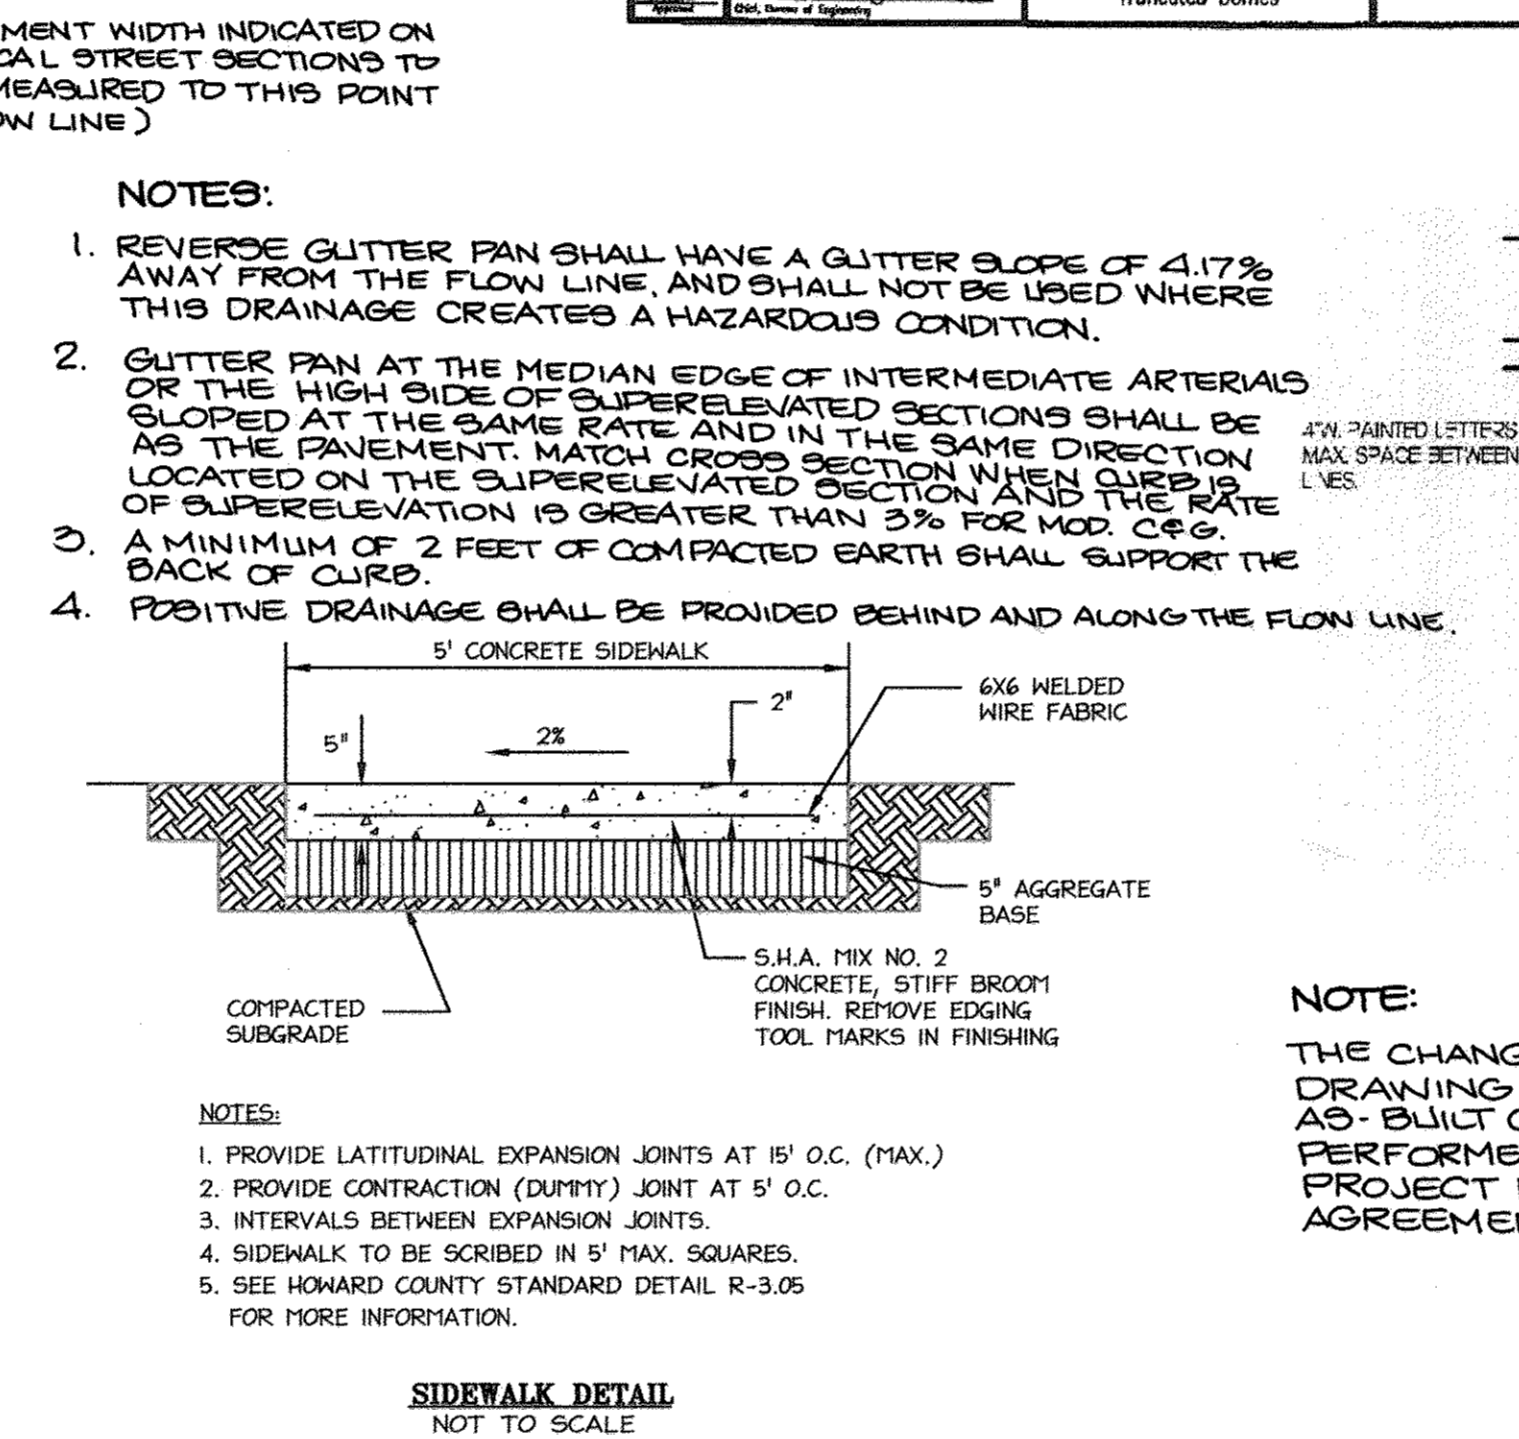 Approved
Chief, Bureau of Engineering
Truncated Domes
MENT WIDTH INDICATED ON
CAL STREET SECTIONS TO
MEASURED TO THIS POINT
OW LINE)
NOTES:
1. REVERSE GUTTER PAN SHALL HAVE A GUTTER SLOPE OF 4.17%
AWAY FROM THE FLOW LINE, AND SHALL NOT BE USED WHERE
THIS DRAINAGE CREATES A HAZARDOUS CONDITION.
2. GUTTER PAN AT THE MEDIAN EDGE OF INTERMEDIATE ARTERIALS
OR THE HIGH SIDE OF SUPERELEVATED SECTIONS SHALL BE
SLOPED AT THE SAME RATE AND IN THE SAME DIRECTION
AS THE PAVEMENT. MATCH CROSS SECTION WHEN CURB IS
LOCATED ON THE SUPERELEVATED SECTION AND THE RATE
OF SUPERELEVATION IS GREATER THAN 3% FOR MOD. C&G.
3. A MINIMUM OF 2 FEET OF COMPACTED EARTH SHALL SUPPORT THE
BACK OF CURB.
4. POSITIVE DRAINAGE SHALL BE PROVIDED BEHIND AND ALONG THE FLOW LINE.
4"W. PAINTED LETTERS
MAX. SPACE BETWEEN
LINES.
5' CONCRETE SIDEWALK
6X6 WELDED
WIRE FABRIC
2"
5"
2%
5" AGGREGATE
BASE
S.H.A. MIX NO. 2
CONCRETE, STIFF BROOM
FINISH. REMOVE EDGING
TOOL MARKS IN FINISHING
COMPACTED
SUBGRADE
NOTES:
1. PROVIDE LATITUDINAL EXPANSION JOINTS AT 15' O.C. (MAX.)
2. PROVIDE CONTRACTION (DUMMY) JOINT AT 5' O.C.
3. INTERVALS BETWEEN EXPANSION JOINTS.
4. SIDEWALK TO BE SCRIBED IN 5' MAX. SQUARES.
5. SEE HOWARD COUNTY STANDARD DETAIL R-3.05
FOR MORE INFORMATION.
SIDEWALK DETAIL
NOT TO SCALE
NOTE:
THE CHANG
DRAWING
AS-BUILT
PERFORME
PROJECT
AGREEME